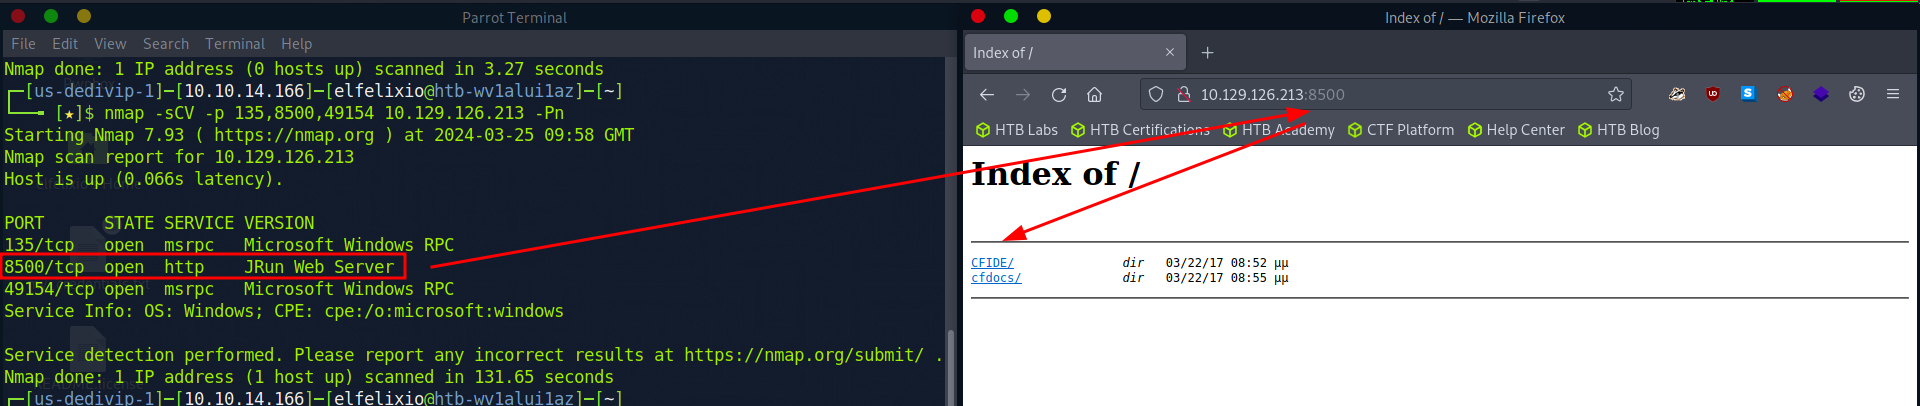 Parrot Terminal
File Edit View Search Terminal Help
Nmap done: 1 IP address (0 hosts up) scanned in 3.27 seconds
┌─[us-dedivip-1]─[10.10.14.166]─[elfelixio@htb-wv1alui1az]─[~]
└──╼ [★]$ nmap -sCV -p 135,8500,49154 10.129.126.213 -Pn
Starting Nmap 7.93 ( https://nmap.org ) at 2024-03-25 09:58 GMT
Nmap scan report for 10.129.126.213
Host is up (0.066s latency).
PORT      STATE SERVICE VERSION
135/tcp   open  msrpc   Microsoft Windows RPC
8500/tcp  open  http    JRun Web Server
49154/tcp open  msrpc   Microsoft Windows RPC
Service Info: OS: Windows; CPE: cpe:/o:microsoft:windows
Service detection performed. Please report any incorrect results at https://nmap.org/submit/ .
Nmap done: 1 IP address (1 host up) scanned in 131.65 seconds
┌─[us-dedivip-1]─[10.10.14.166]─[elfelixio@htb-wv1alui1az]─[~]
Index of / — Mozilla Firefox
Index of /
10.129.126.213:8500
HTB Labs HTB Certifications HTB Academy CTF Platform Help Center HTB Blog
Index of /
CFIDE/ dir 03/22/17 08:52 μμ
cfdocs/ dir 03/22/17 08:55 μμ